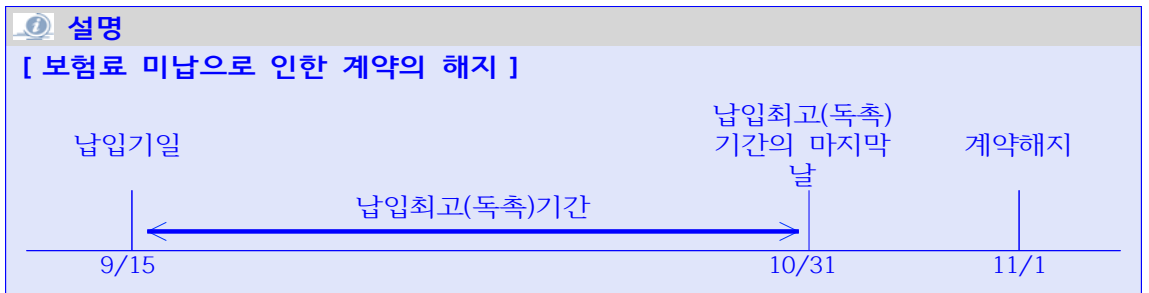 설명
[ 보험료 미납으로 인한 계약의 해지 ]
납입기일
납입최고(독촉)
기간의 마지막
날
계약해지
납입최고(독촉)기간
9/15
10/31
11/1